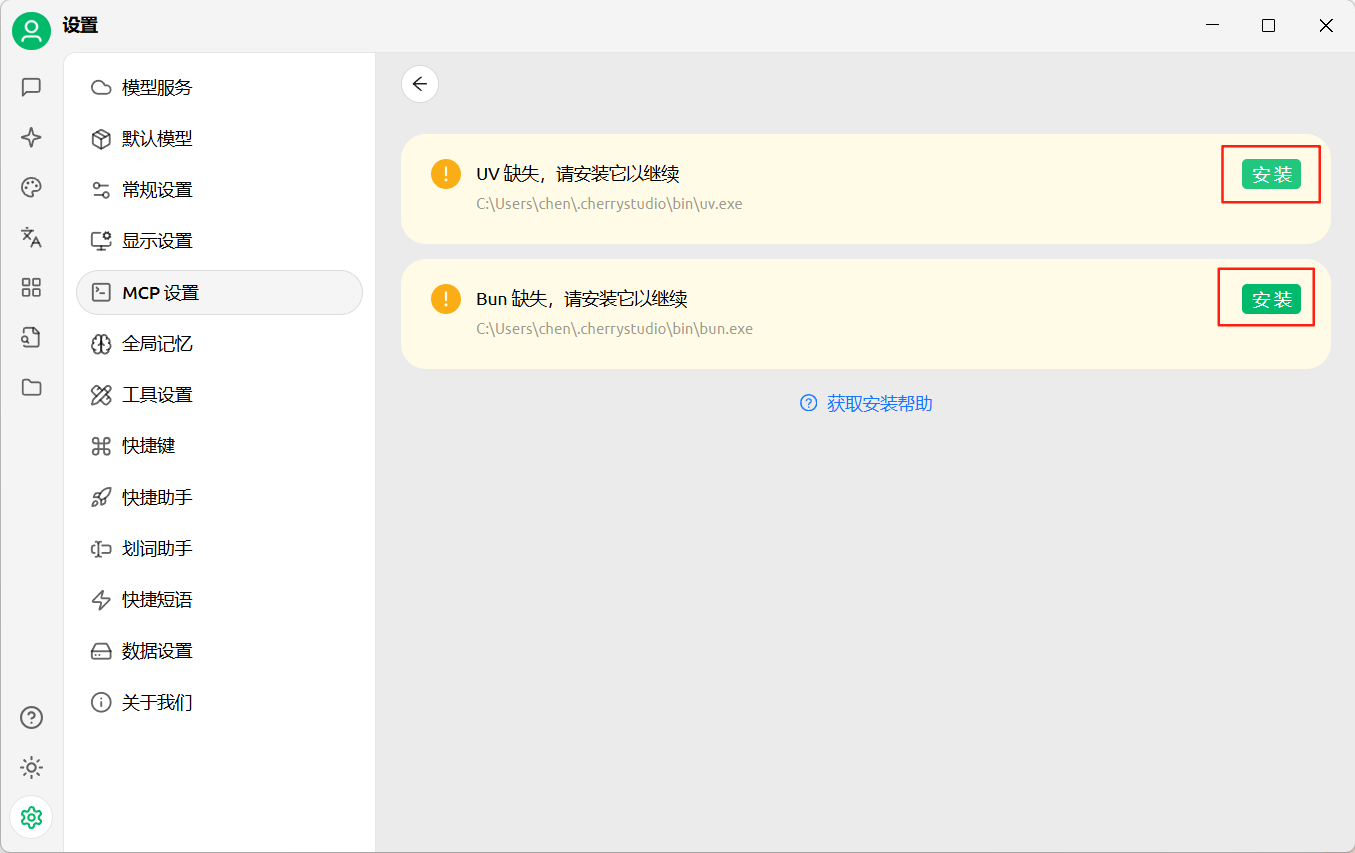 设置
模型服务
默认模型
常规设置
显示设置
MCP 设置
全局记忆
工具设置
快捷键
快捷助手
划词助手
快捷短语
数据设置
关于我们
UV 缺失，请安装它以继续
安装
C:\Users\chen\.cherrystudio\bin\uv.exe
Bun 缺失，请安装它以继续
安装
C:\Users\chen\.cherrystudio\bin\bun.exe
获取安装帮助